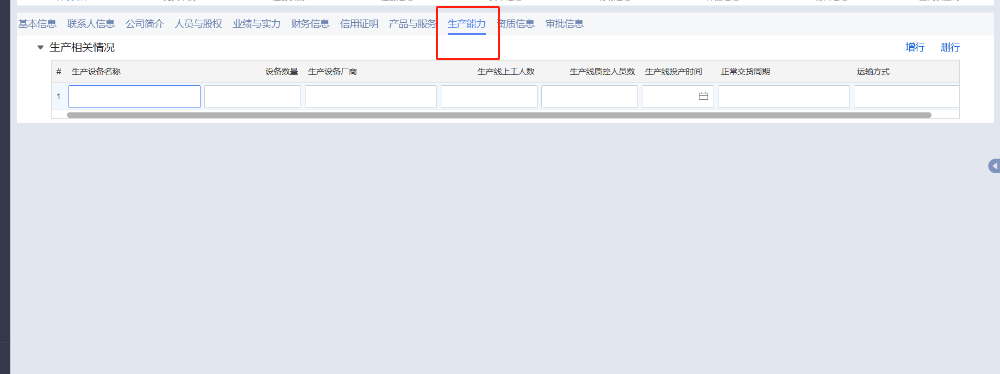 基本信息 联系人信息 公司简介 人员与股权 业绩与实力 财务信息 信用证明 产品与服务 生产能力 资质信息 审批信息
生产相关情况 增行 删行
# 生产设备名称 设备数量 生产设备厂商 生产线上工人数 生产线质控人员数 生产线投产时间 正常交货周期 运输方式
1